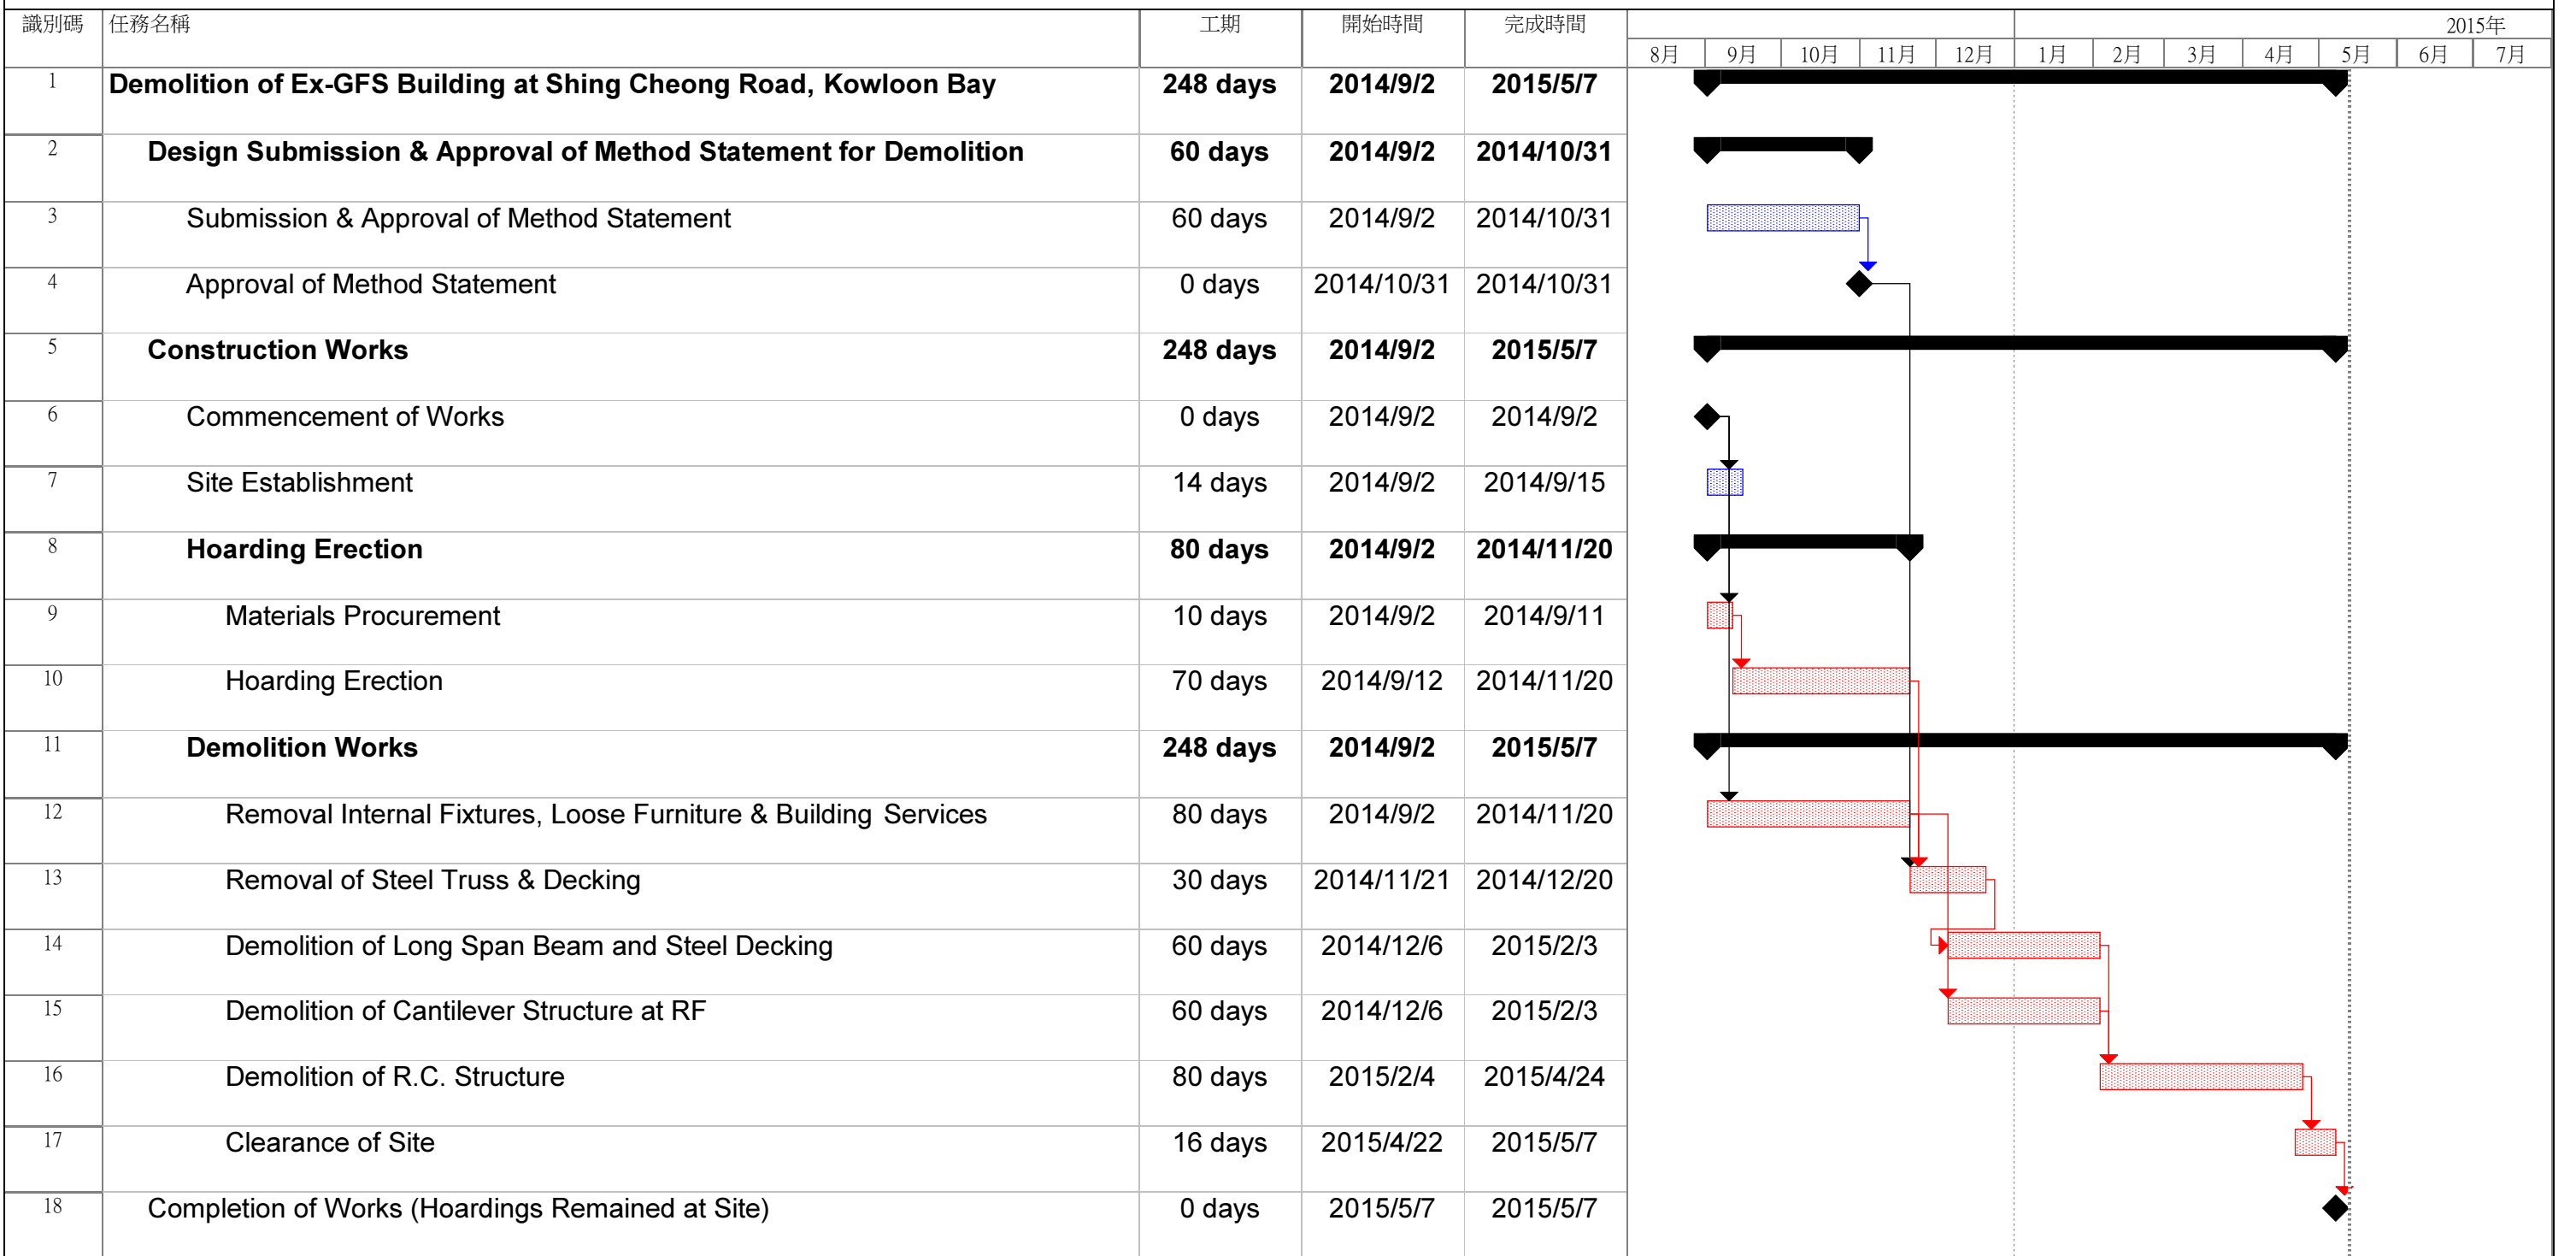 識別碼 任務名稱 工期 開始時間 完成時間 2015年
8月 9月 10月 11月 12月 1月 2月 3月 4月 5月 6月 7月
1 Demolition of Ex-GFS Building at Shing Cheong Road, Kowloon Bay 248 days 2014/9/2 2015/5/7
2 Design Submission & Approval of Method Statement for Demolition 60 days 2014/9/2 2014/10/31
3 Submission & Approval of Method Statement 60 days 2014/9/2 2014/10/31
4 Approval of Method Statement 0 days 2014/10/31 2014/10/31
5 Construction Works 248 days 2014/9/2 2015/5/7
6 Commencement of Works 0 days 2014/9/2 2014/9/2
7 Site Establishment 14 days 2014/9/2 2014/9/15
8 Hoarding Erection 80 days 2014/9/2 2014/11/20
9 Materials Procurement 10 days 2014/9/2 2014/9/11
10 Hoarding Erection 70 days 2014/9/12 2014/11/20
11 Demolition Works 248 days 2014/9/2 2015/5/7
12 Removal Internal Fixtures, Loose Furniture & Building Services 80 days 2014/9/2 2014/11/20
13 Removal of Steel Truss & Decking 30 days 2014/11/21 2014/12/20
14 Demolition of Long Span Beam and Steel Decking 60 days 2014/12/6 2015/2/3
15 Demolition of Cantilever Structure at RF 60 days 2014/12/6 2015/2/3
16 Demolition of R.C. Structure 80 days 2015/2/4 2015/4/24
17 Clearance of Site 16 days 2015/4/22 2015/5/7
18 Completion of Works (Hoardings Remained at Site) 0 days 2015/5/7 2015/5/7